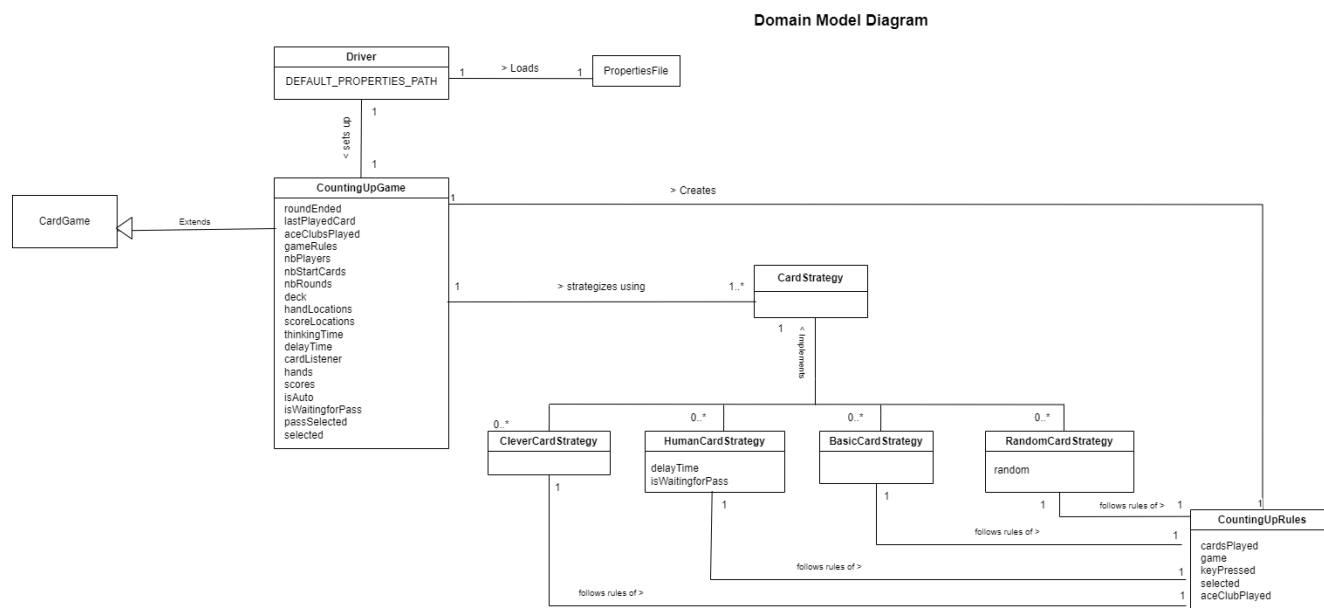 Domain Model Diagram
Driver
DEFAULT_PROPERTIES_PATH
1
> Loads
1
PropertiesFile
1
< sets up
1
CountingUpGame
roundEnded
lastPlayedCard
aceClubsPlayed
gameRules
nbPlayers
nbStartCards
nbRounds
deck
handLocations
scoreLocations
thinkingTime
delayTime
cardListener
hands
scores
isAuto
isWaitingforPass
passSelected
selected
CardGame
Extends
1
> Creates
1
1
> strategizes using
1..*
CardStrategy
1
< Implements
0..*
0..*
0..*
0..*
CleverCardStrategy
1
HumanCardStrategy
delayTime
isWaitingforPass
1
BasicCardStrategy
1
RandomCardStrategy
random
1
follows rules of >
1
follows rules of >
1
follows rules of >
1
follows rules of >
1
CountingUpRules
cardsPlayed
game
keyPressed
selected
aceClubPlayed